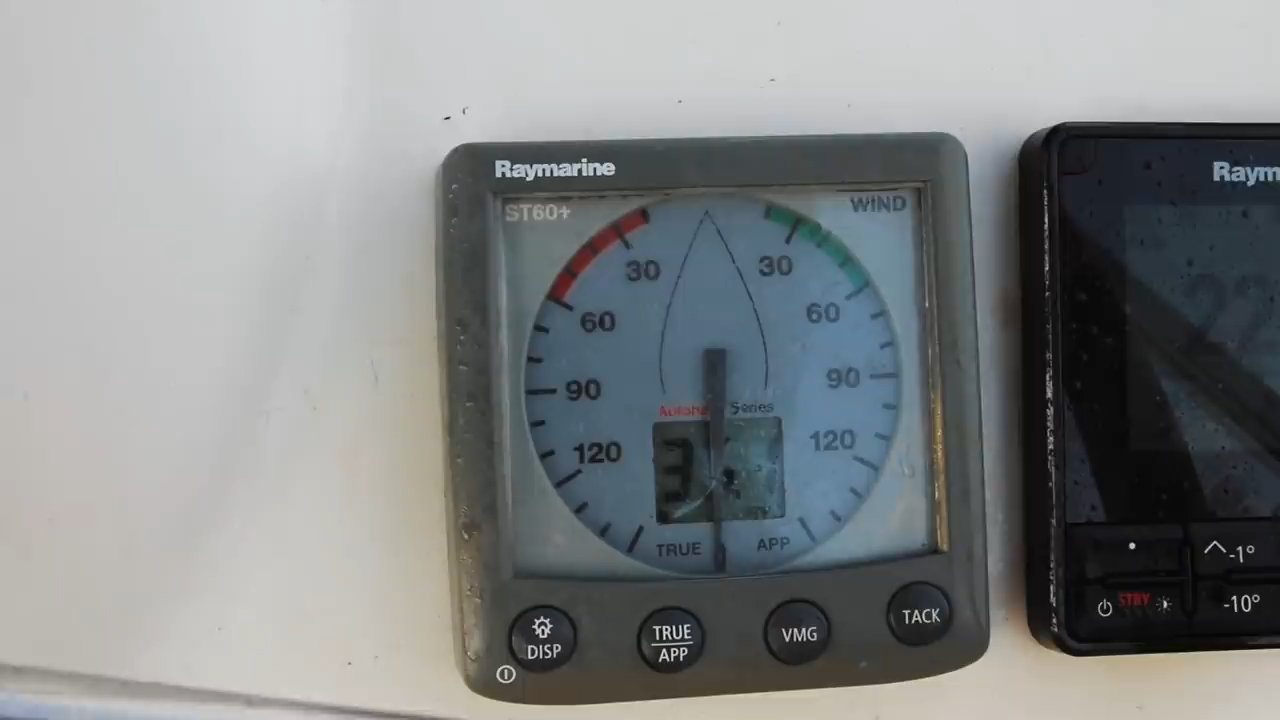 Raymarine
ST60+
WIND
30
30
60
60
90
90
Series
120
120
TRUE
APP
DISP
TRUE
APP
VMG
TACK
Raym
-1°
STBY
-10°